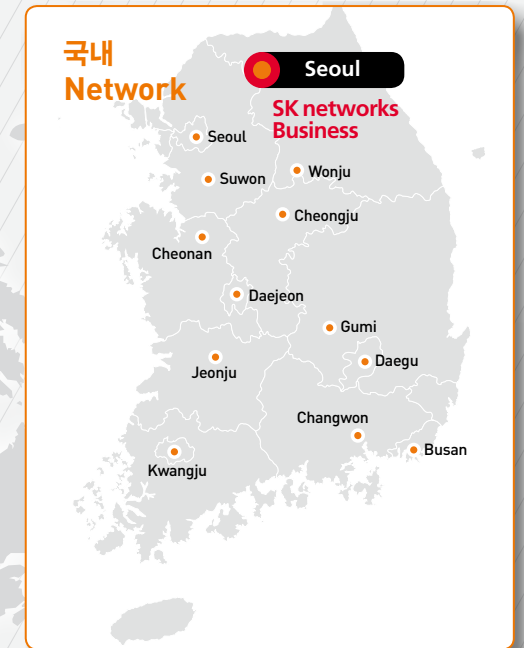 국내
Network
Seoul
SK networks
Business
Seoul
Suwon
Wonju
Cheongju
Cheonan
Daejeon
Gumi
Daegu
Jeonju
Changwon
Busan
Kwangju